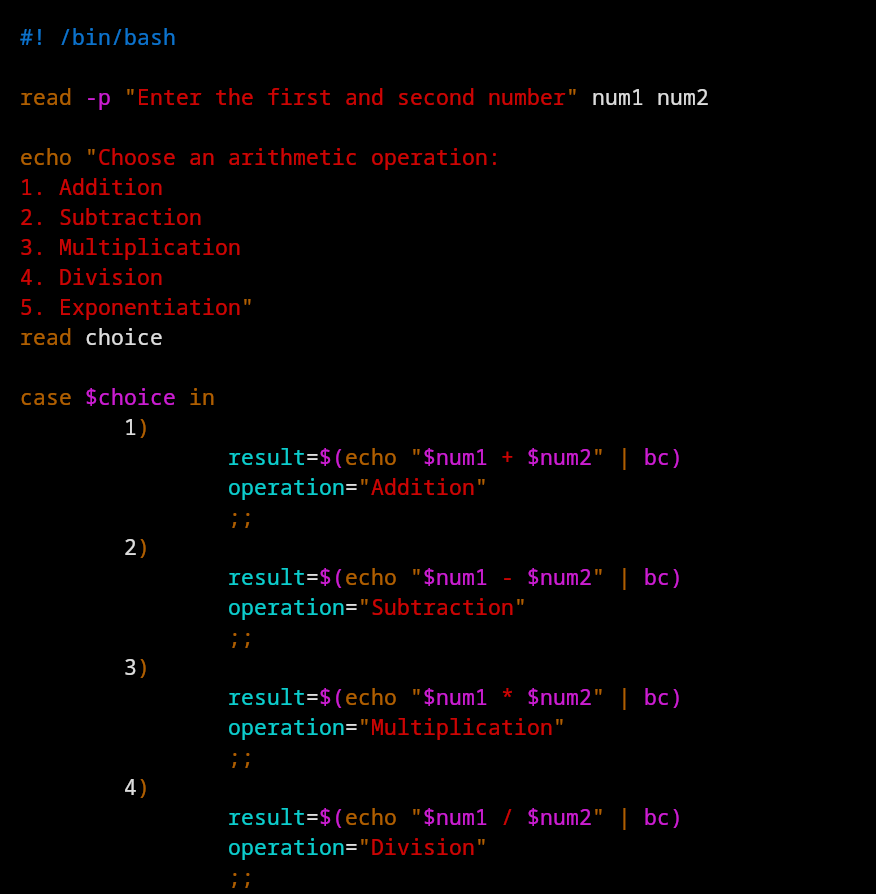 #! /bin/bash
read -p "Enter the first and second number" num1 num2
echo "Choose an arithmetic operation:
1. Addition
2. Subtraction
3. Multiplication
4. Division
5. Exponentiation"
read choice
case $choice in
1)
result=$(echo "$num1 + $num2" | bc)
operation="Addition"
;;
2)
result=$(echo "$num1 - $num2" | bc)
operation="Subtraction"
;;
3)
result=$(echo "$num1 * $num2" | bc)
operation="Multiplication"
;;
4)
result=$(echo "$num1 / $num2" | bc)
operation="Division"
;;